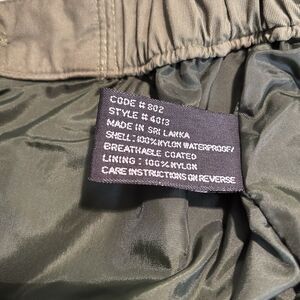 CODE # 802
STYLE # 4013
MADE IN SRI LANKA
SHELL: 100% NYLON WATERPROOF/
BREATHABLE COATED
LINING: 100% NYLON
CARE INSTRUCTIONS ON REVERSE